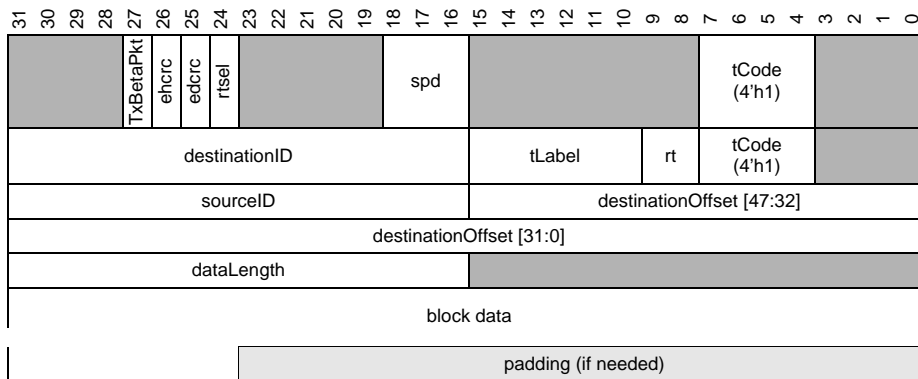 31 30 29 28 27 26 25 24 23 22 21 20 19 18 17 16 15 14 13 12 11 10 9 8 7 6 5 4 3 2 1 0
TxBetaPkt ehcrc edcrc rtsel spd tCode
(4'h1)
destinationID tLabel rt tCode
(4'h1)
sourceID destinationOffset [47:32]
destinationOffset [31:0]
dataLength
block data
padding (if needed)